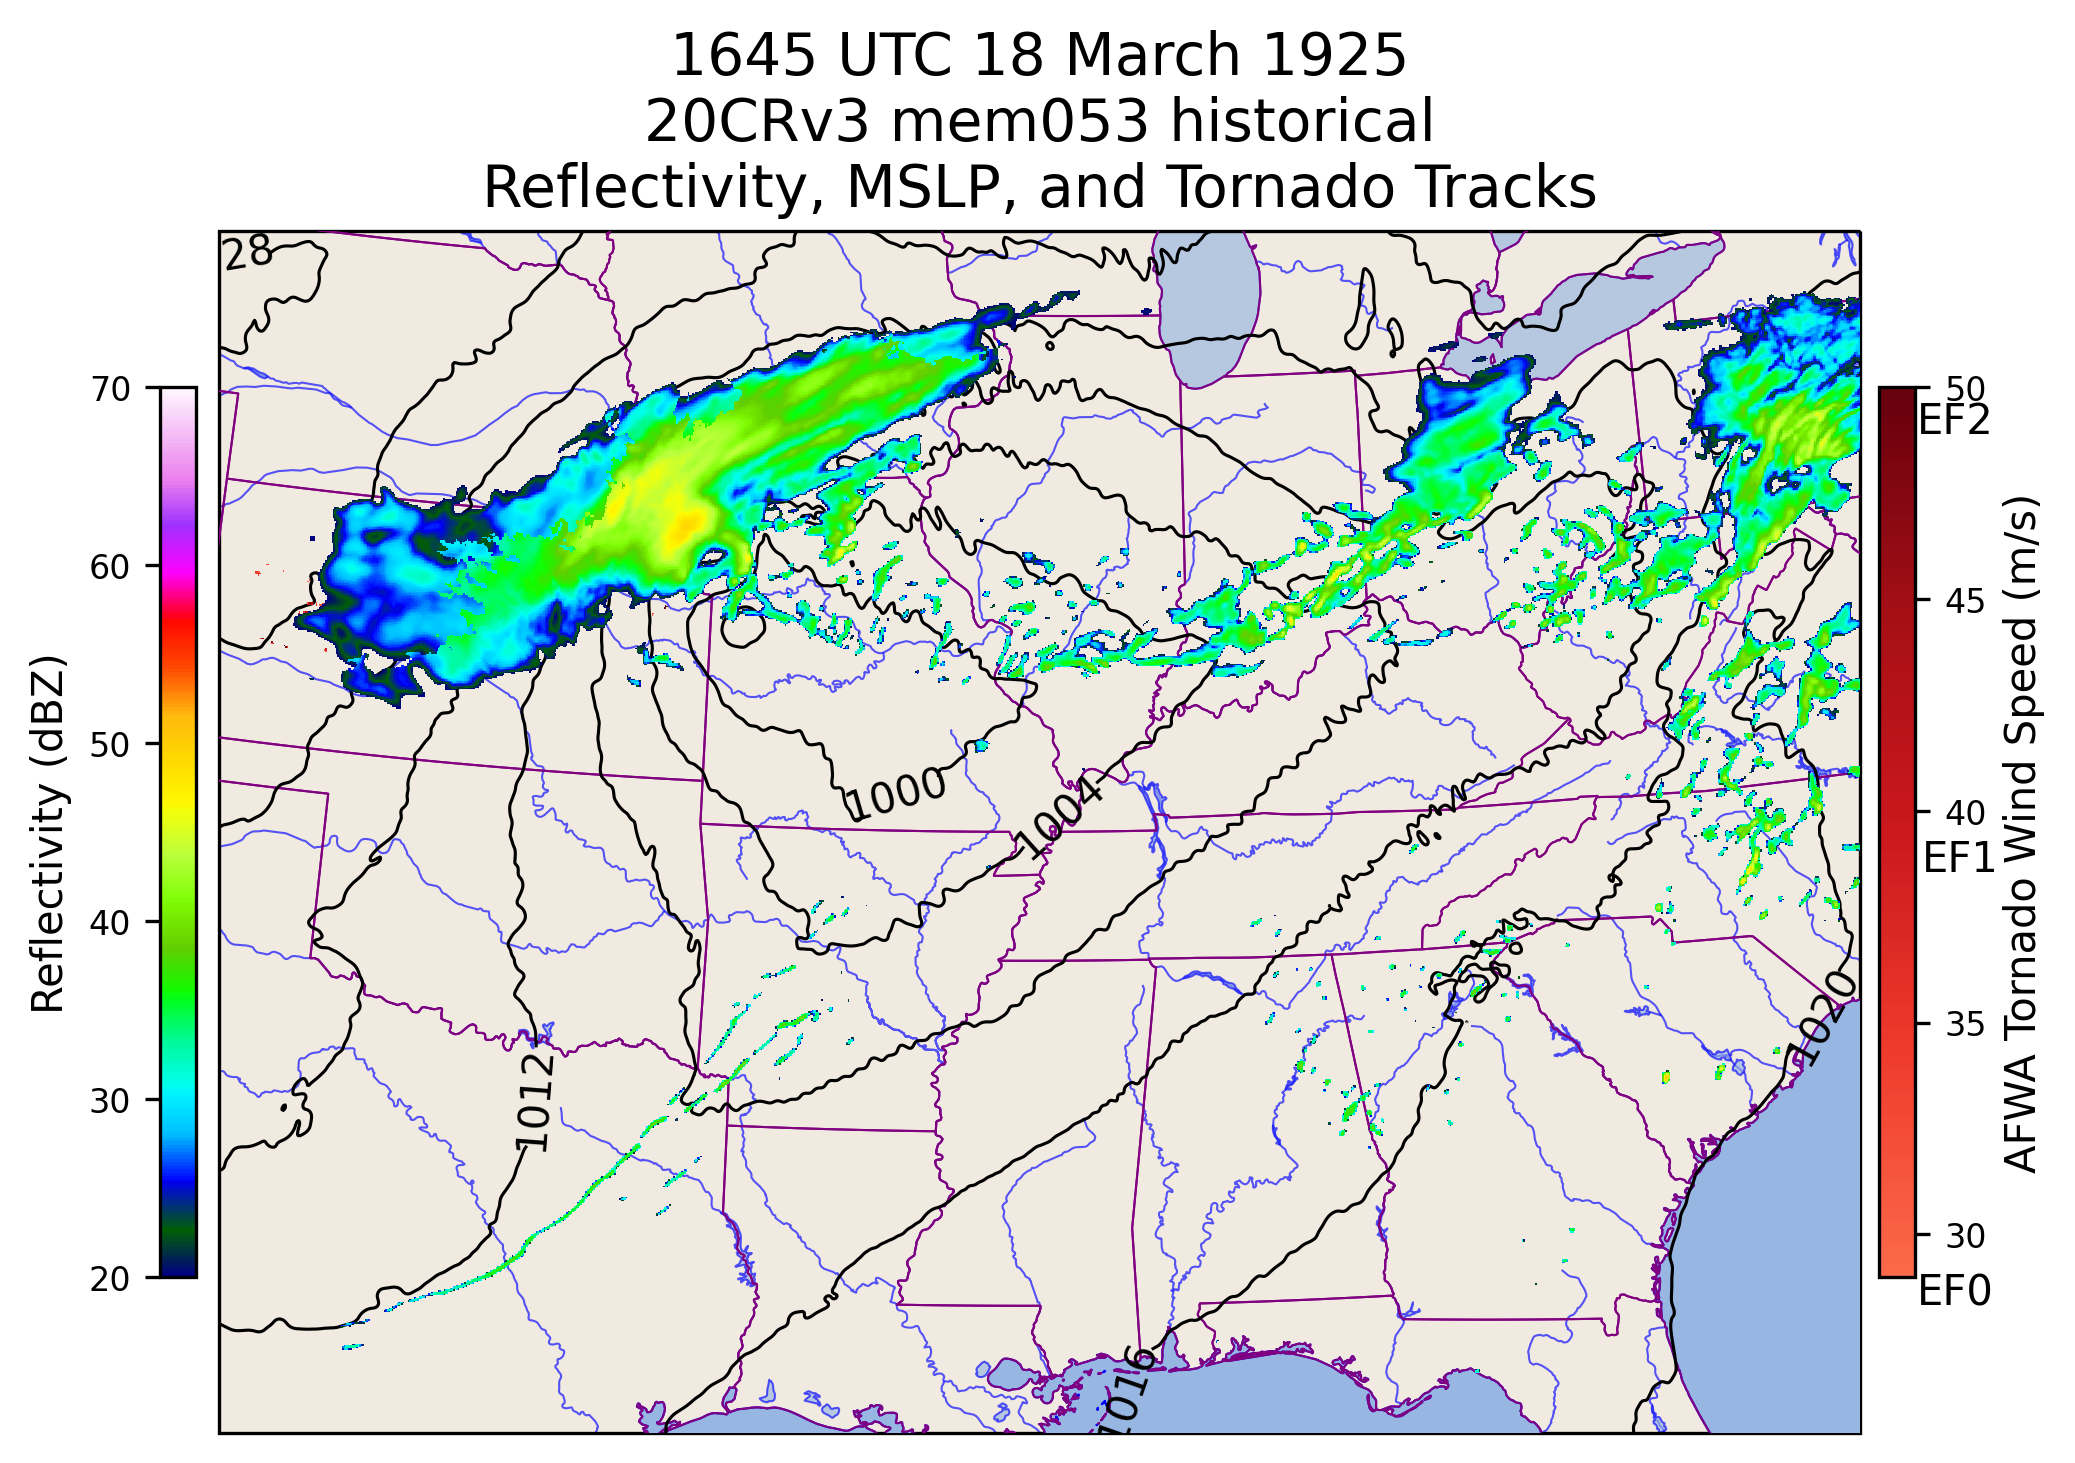 1645 UTC 18 March 1925
20CRv3 mem053 historical
Reflectivity, MSLP, and Tornado Tracks
28
1000
1004
1012
1016
1020
70
60
50
40
30
20
Reflectivity (dBZ)
50
EF2
45
40
EF1
35
30
EF0
AFWA Tornado Wind Speed (m/s)